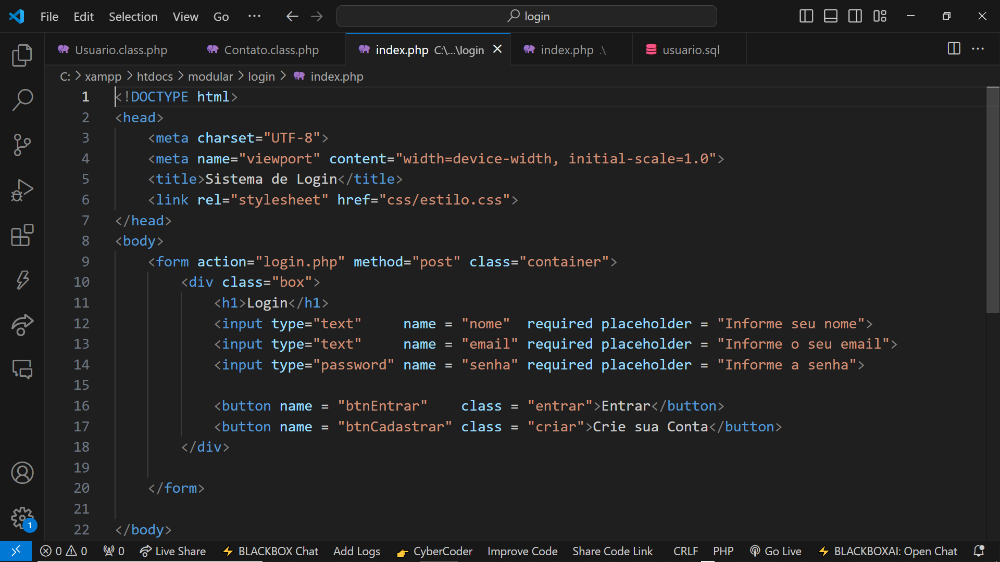 File Edit Selection View Go ··· login
Usuario.class.php Contato.class.php index.php C:\...\login index.php .\ usuario.sql
C: > xampp > htdocs > modular > login > index.php
1 <!DOCTYPE html>
2 <head>
3 <meta charset="UTF-8">
4 <meta name="viewport" content="width=device-width, initial-scale=1.0">
5 <title>Sistema de Login</title>
6 <link rel="stylesheet" href="css/estilo.css">
7 </head>
8 <body>
9 <form action="login.php" method="post" class="container">
10 <div class="box">
11 <h1>Login</h1>
12 <input type="text" name = "nome" required placeholder = "Informe seu nome">
13 <input type="text" name = "email" required placeholder = "Informe o seu email">
14 <input type="password" name = "senha" required placeholder = "Informe a senha">
15
16 <button name = "btnEntrar" class = "entrar">Entrar</button>
17 <button name = "btnCadastrar" class = "criar">Crie sua Conta</button>
18 </div>
19
20 </form>
21
22 </body>
1
0 0 0 Live Share BLACKBOX Chat Add Logs CyberCoder Improve Code Share Code Link CRLF PHP Go Live BLACKBOXAI: Open Chat